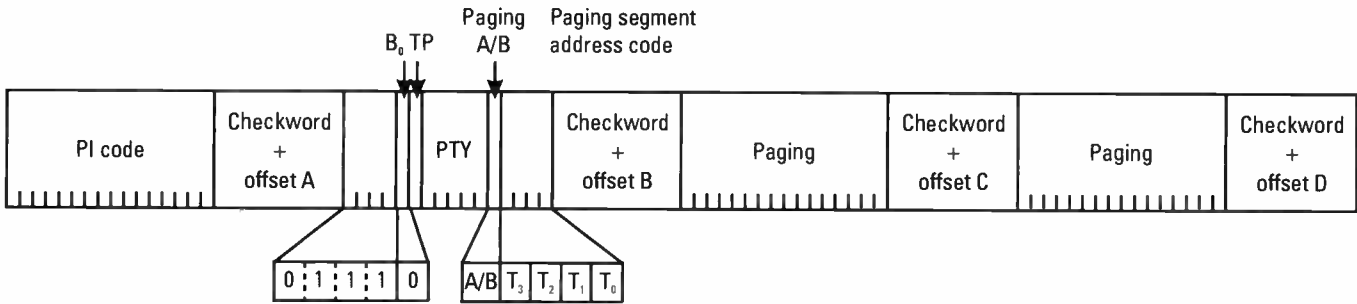 Paging Paging segment
B₀ TP A/B address code
PI code
Checkword
+
offset A
PTY
Checkword
+
offset B
Paging
Checkword
+
offset C
Paging
Checkword
+
offset D
0 1 1 1 0
A/B T₃ T₂ T₁ T₀